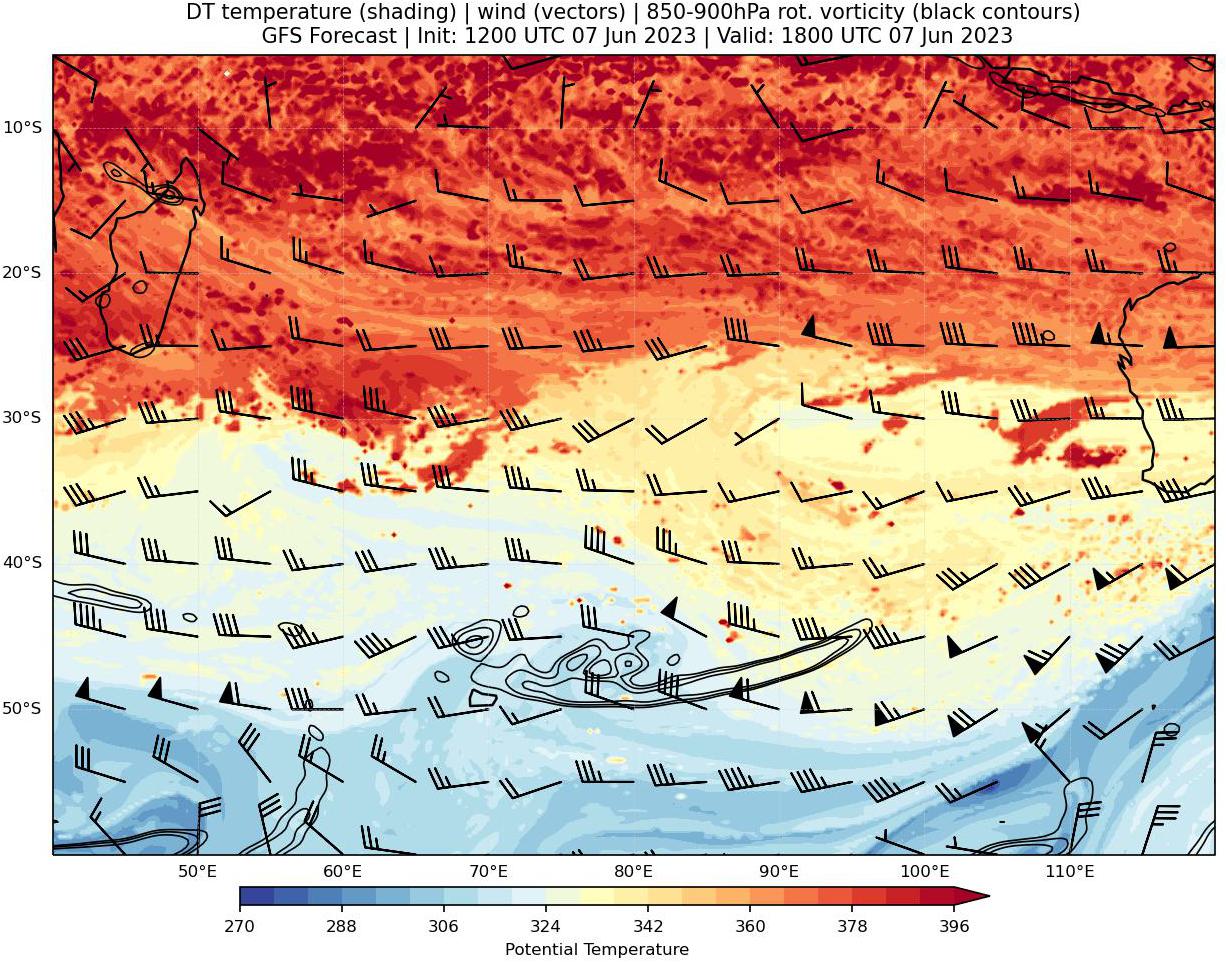 DT temperature (shading) | wind (vectors) | 850-900hPa rot. vorticity (black contours)
GFS Forecast | Init: 1200 UTC 07 Jun 2023 | Valid: 1800 UTC 07 Jun 2023
10°S
20°S
30°S
40°S
50°S
50°E 60°E 70°E 80°E 90°E 100°E 110°E
270 288 306 324 342 360 378 396
Potential Temperature